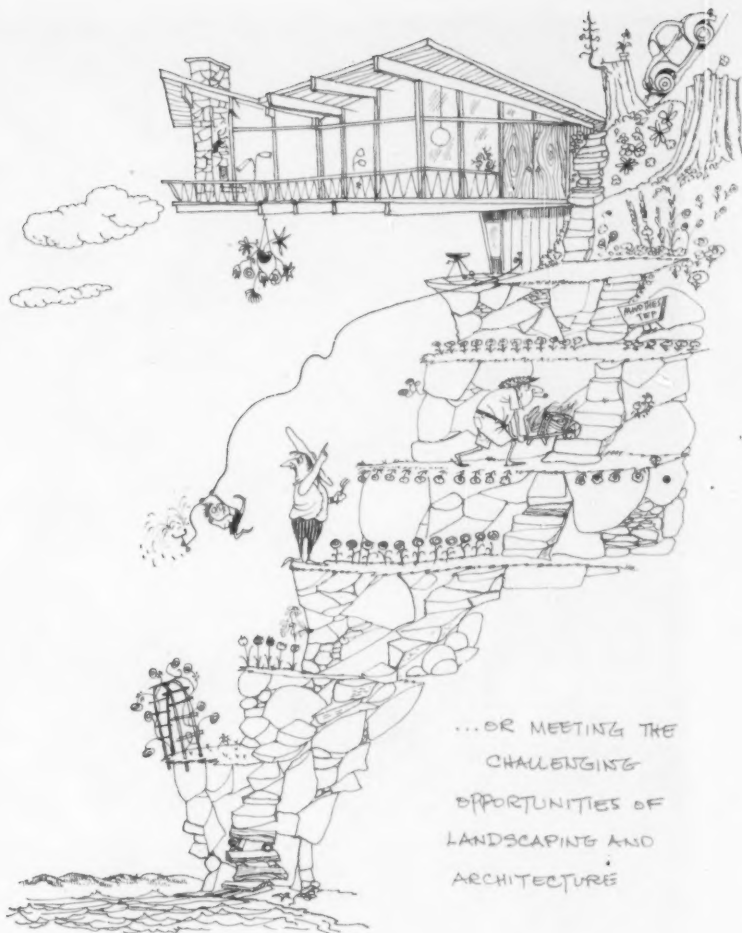 ...OR MEETING THE
CHALLENGING
OPPORTUNITIES OF
LANDSCAPING AND
ARCHITECTURE